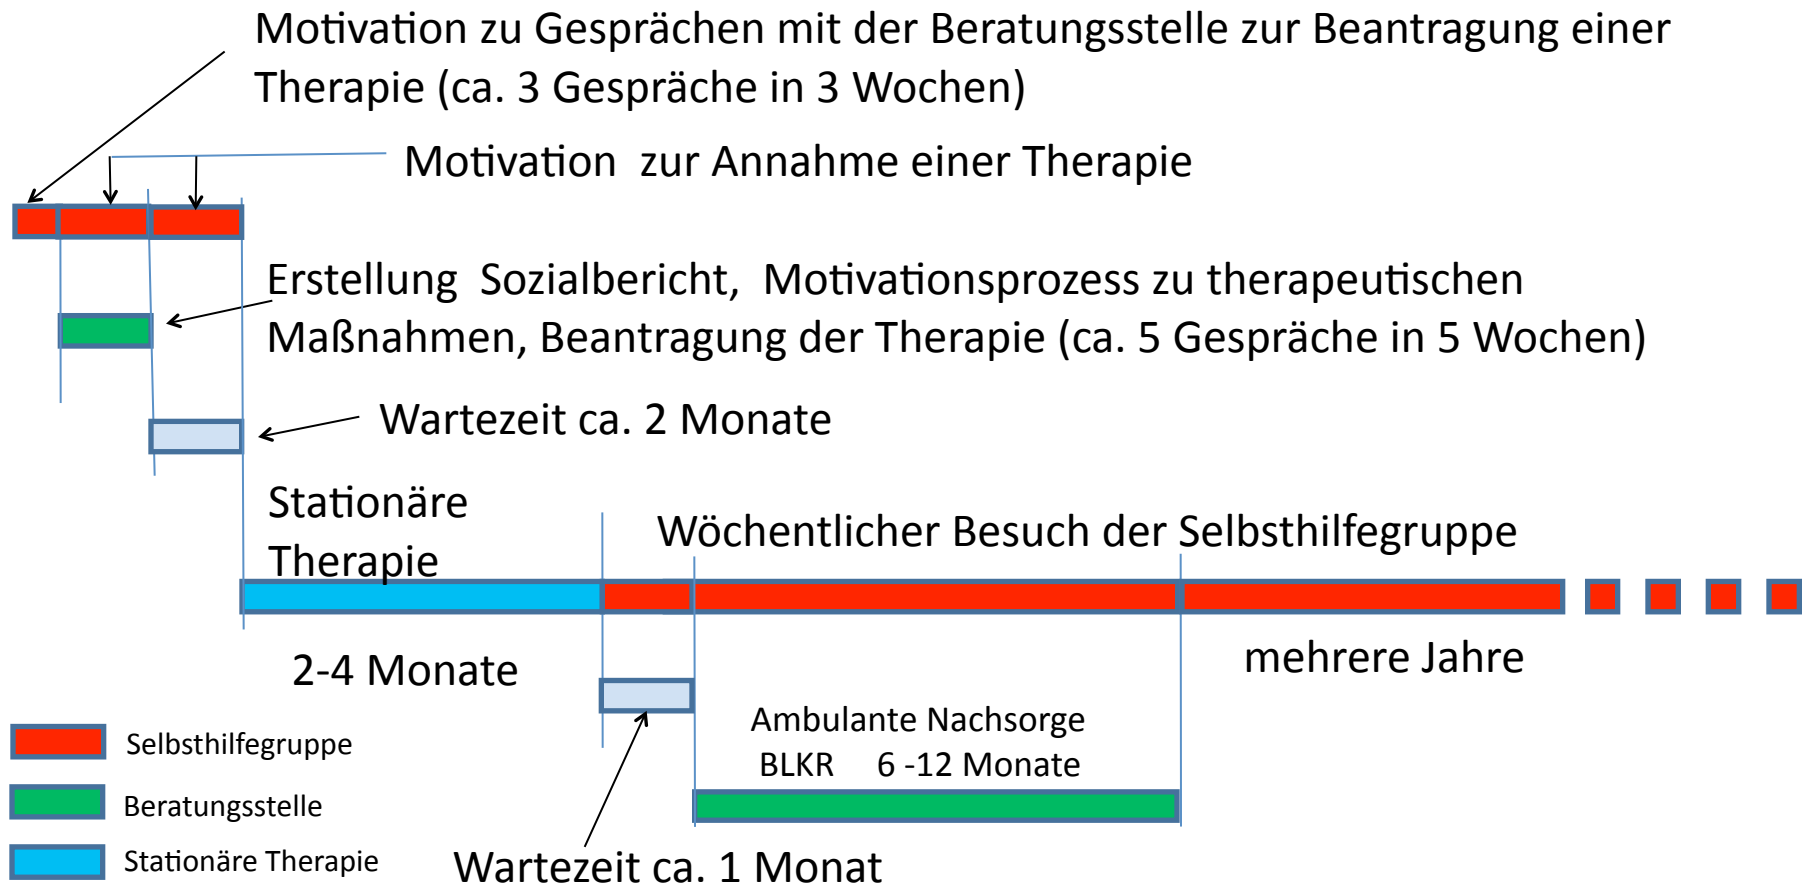 Motivation zu Gesprächen mit der Beratungsstelle zur Beantragung einer
Therapie (ca. 3 Gespräche in 3 Wochen)
Motivation  zur Annahme einer Therapie
Erstellung  Sozialbericht,  Motivationsprozess zu therapeutischen
Maßnahmen, Beantragung der Therapie (ca. 5 Gespräche in 5 Wochen)
Wartezeit ca. 2 Monate
Stationäre
Therapie
Wöchentlicher Besuch der Selbsthilfegruppe
2-4 Monate
mehrere Jahre
Ambulante Nachsorge
BLKR    6 -12 Monate
Wartezeit ca. 1 Monat
Selbsthilfegruppe
Beratungsstelle
Stationäre Therapie